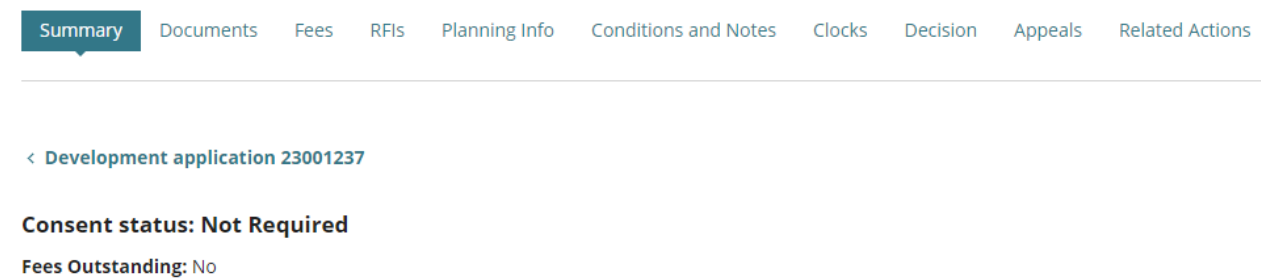 Summary Documents Fees RFIs Planning Info Conditions and Notes Clocks Decision Appeals Related Actions
< Development application 23001237
Consent status: Not Required
Fees Outstanding: No